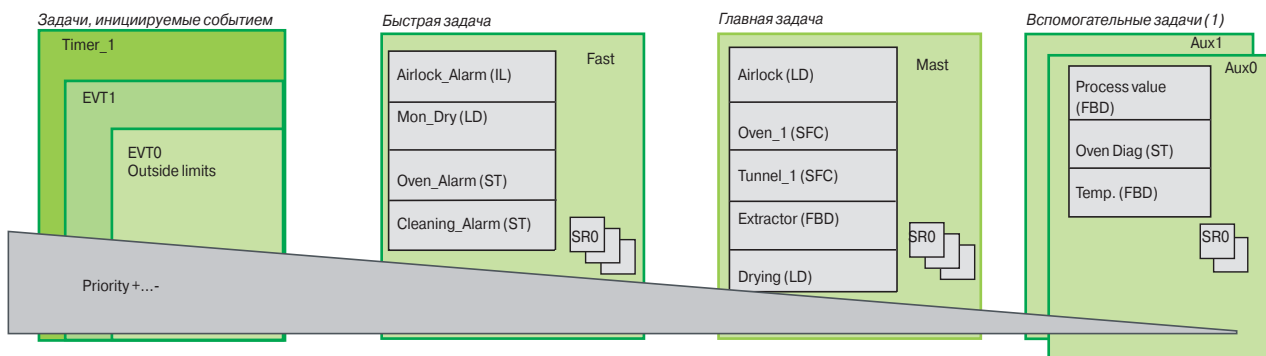 Задачи, инициируемые событием
Timer_1
EVT1
EVT0
Outside limits
Быстрая задача
Fast
Airlock_Alarm (IL)
Mon_Dry (LD)
Oven_Alarm (ST)
Cleaning_Alarm (ST)
SR0
Главная задача
Mast
Airlock (LD)
Oven_1 (SFC)
Tunnel_1 (SFC)
Extractor (FBD)
Drying (LD)
SR0
Вспомогательные задачи (1)
Aux1
Aux0
Process value
(FBD)
Oven Diag (ST)
Temp. (FBD)
SR0
Priority +...-